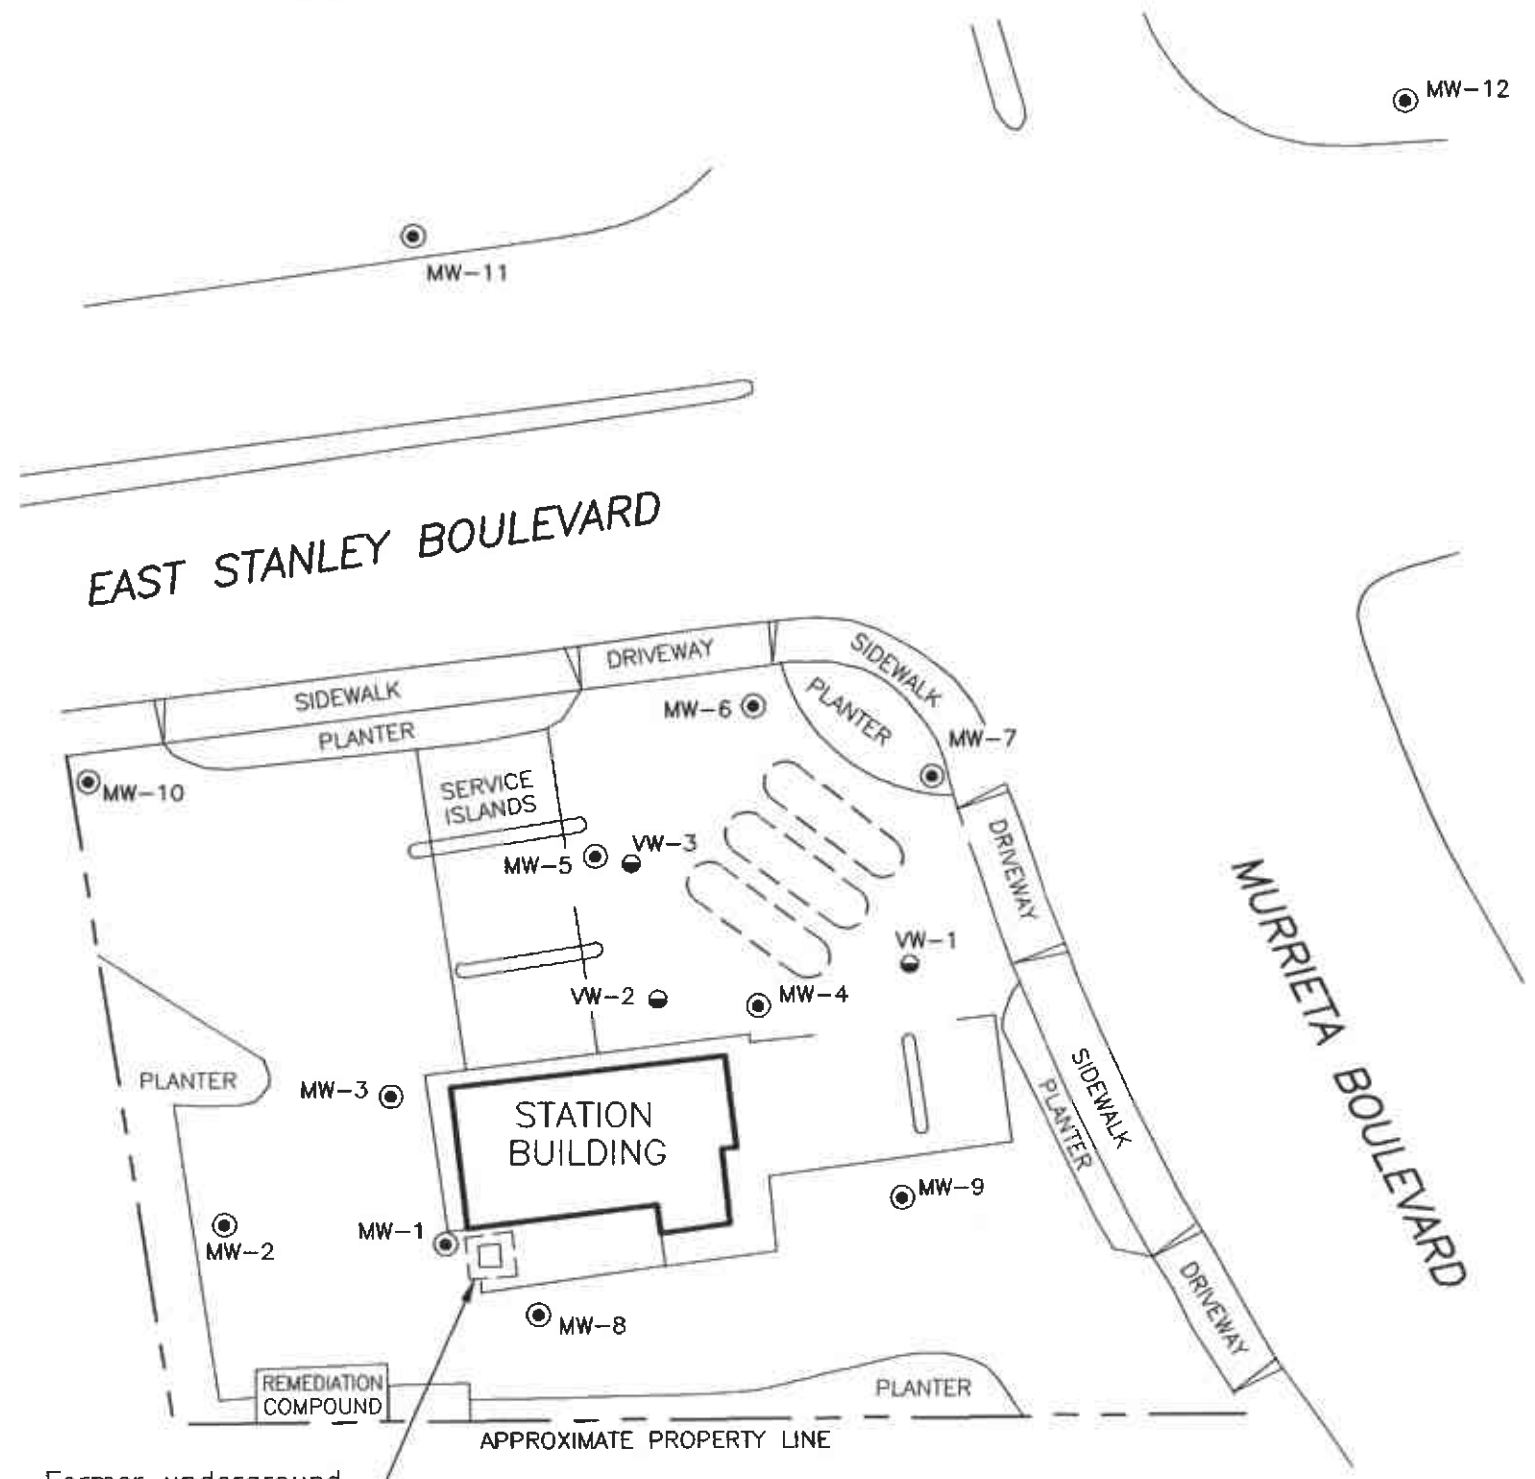 MW-12
MW-11
EAST STANLEY BOULEVARD
SIDEWALK
DRIVEWAY
SIDEWALK
PLANTER
MW-6
PLANTER
MW-7
MW-10
SERVICE
ISLANDS
MW-5
VW-3
DRIVEWAY
MURRIETA BOULEVARD
VW-1
VW-2
MW-4
PLANTER
MW-3
STATION
BUILDING
SIDEWALK
PLANTER
MW-9
MW-1
MW-2
DRIVEWAY
MW-8
REMEDIATION
COMPOUND
PLANTER
APPROXIMATE PROPERTY LINE
Former underground